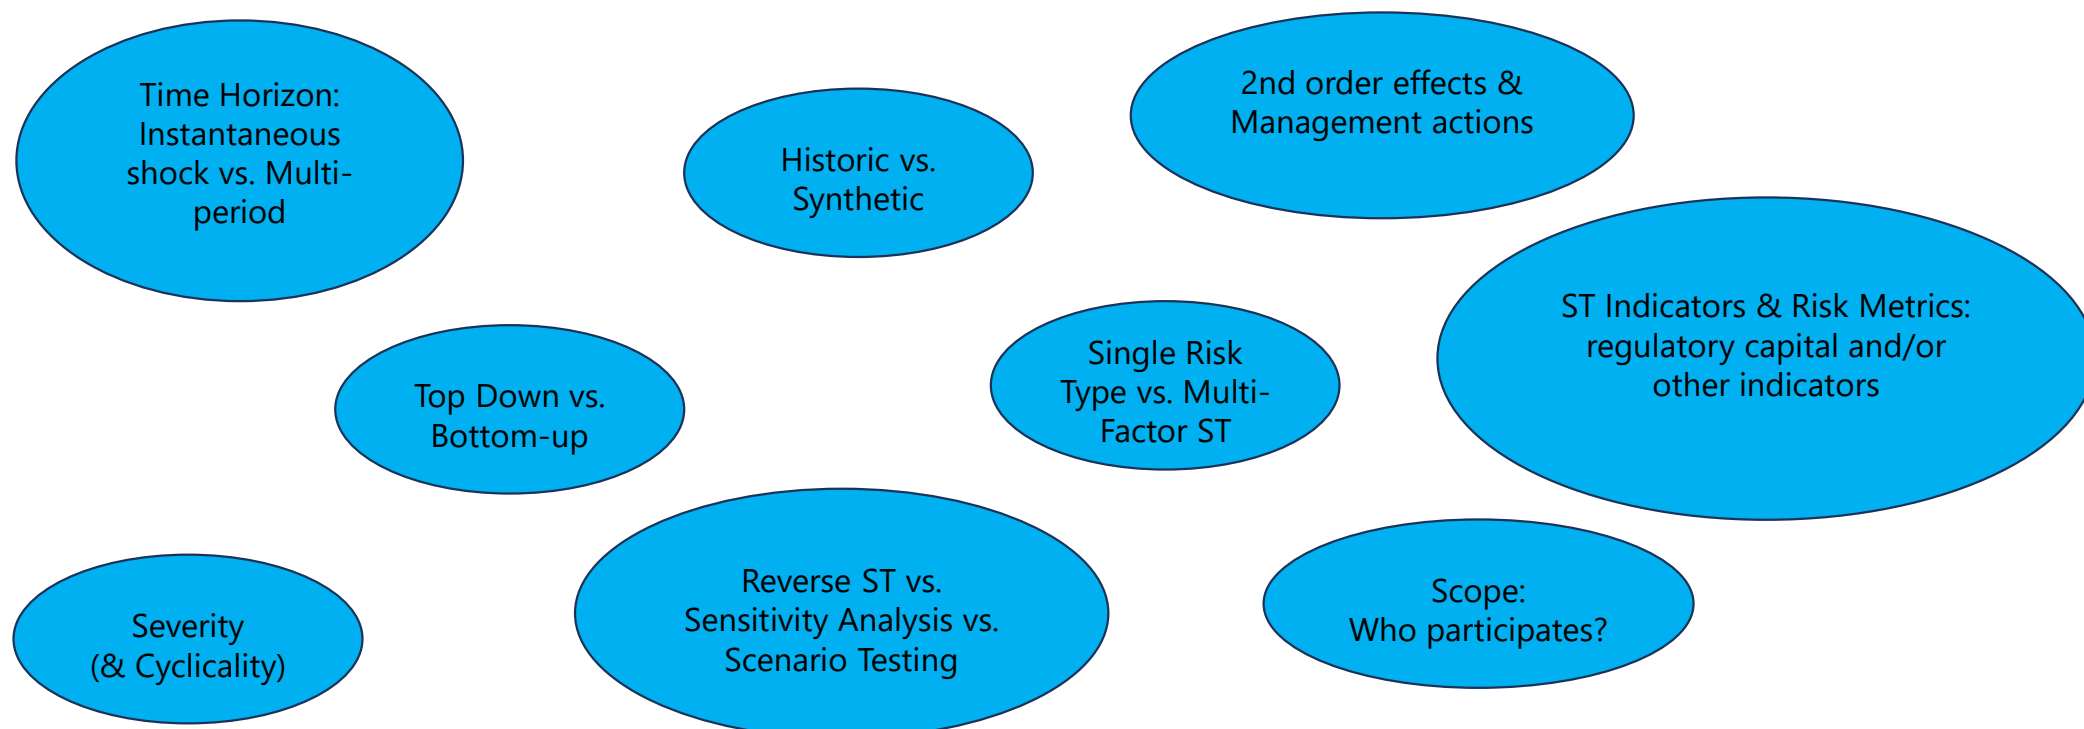 Time Horizon:
Instantaneous
shock vs. Multi-
period
Historic vs.
Synthetic
2nd order effects &
Management actions
Top Down vs.
Bottom-up
Single Risk
Type vs. Multi-
Factor ST
ST Indicators & Risk Metrics:
regulatory capital and/or
other indicators
Severity
(& Cyclicality)
Reverse ST vs.
Sensitivity Analysis vs.
Scenario Testing
Scope:
Who participates?